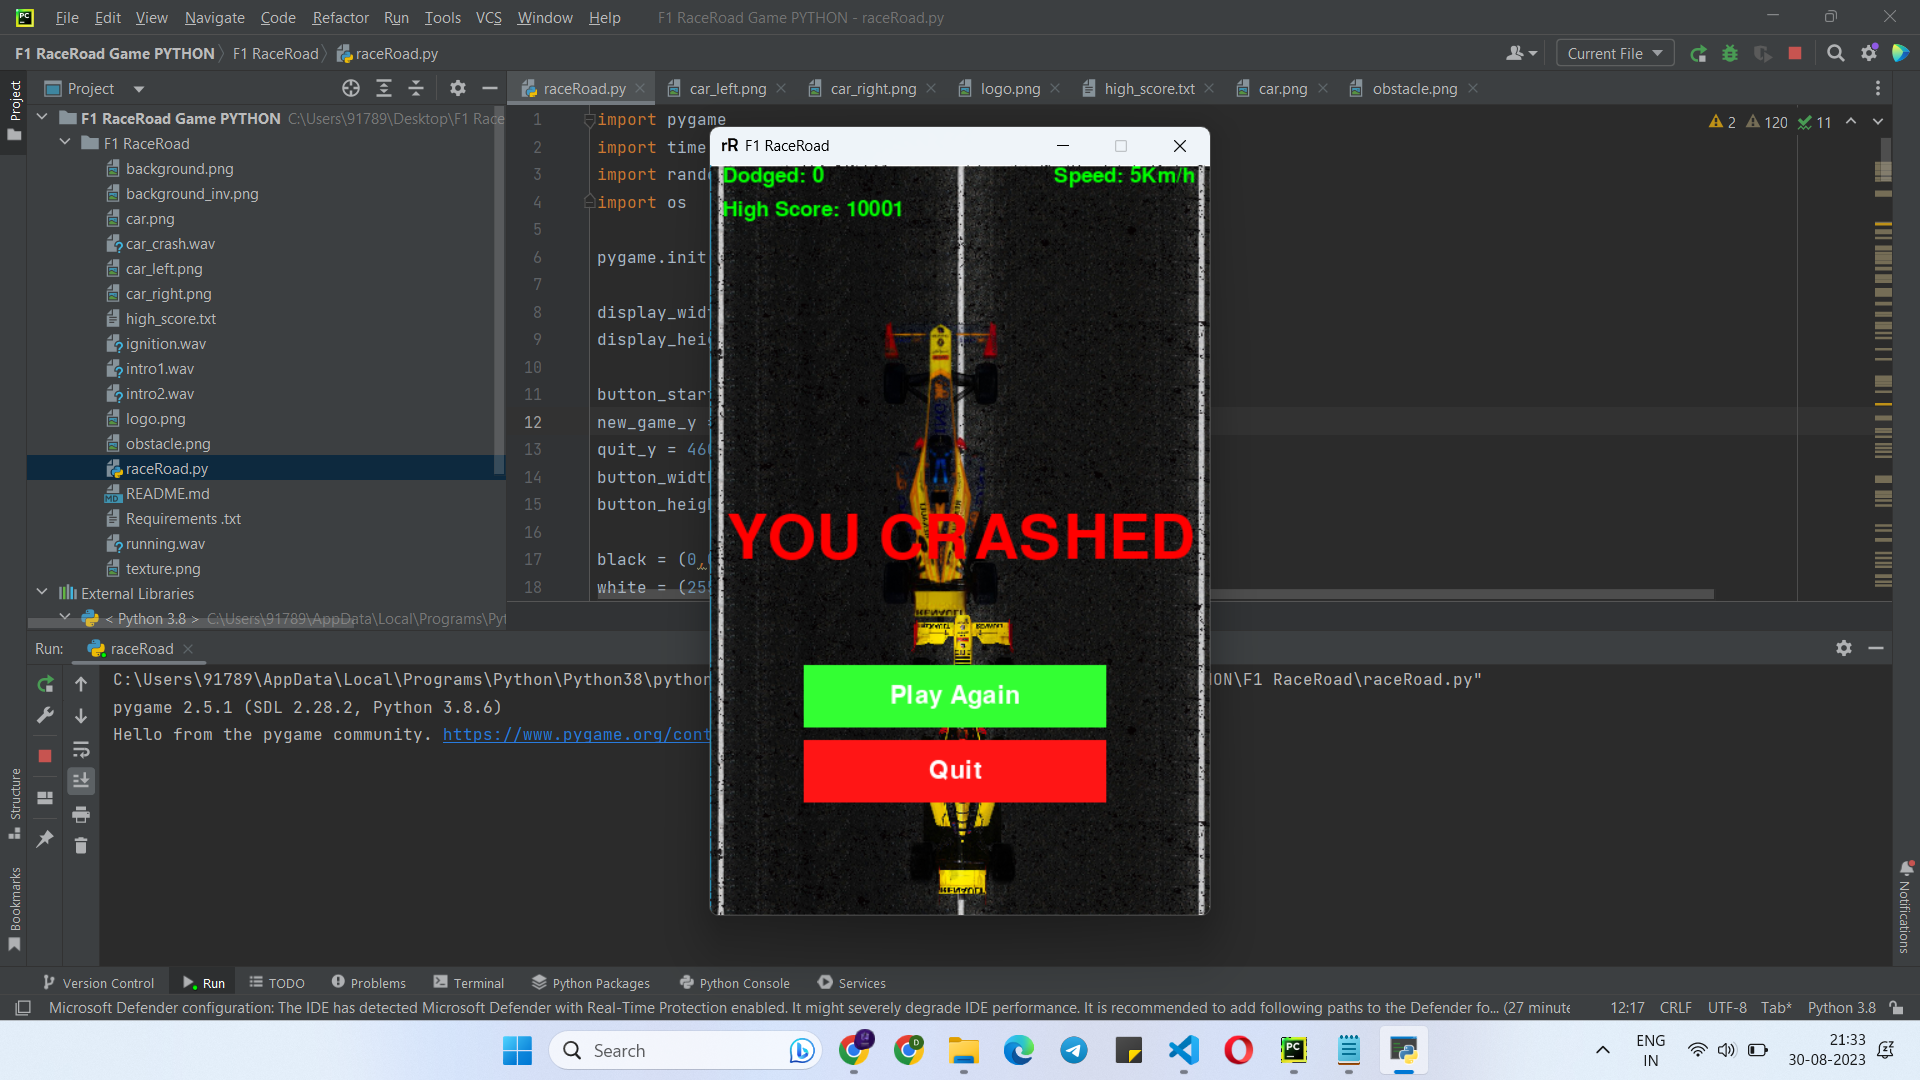 File Edit View Navigate Code Refactor Run Tools VCS Window Help F1 RaceRoad Game PYTHON - raceRoad.py
F1 RaceRoad Game PYTHON F1 RaceRoad raceRoad.py
Current File
Project
raceRoad.py car_left.png car_right.png logo.png high_score.txt car.png obstacle.png
Project
F1 RaceRoad Game PYTHON C:\Users\91789\Desktop\F1 Race
F1 RaceRoad
background.png
background_inv.png
car.png
car_crash.wav
car_left.png
car_right.png
high_score.txt
ignition.wav
intro1.wav
intro2.wav
logo.png
obstacle.png
raceRoad.py
README.md
Requirements .txt
running.wav
texture.png
External Libraries
< Python 3.8 > C:\Users\91789\AppData\Local\Programs\Pyt
2 120 11
1 import pygame
2 import time
3 import rand
4 import os
5
6 pygame.init
7
8 display_wid
9 display_hei
10
11 button_star
12 new_game_y
13 quit_y = 46
14 button_widt
15 button_heig
16
17 black = (0,
18 white = (25
rR F1 RaceRoad
Dodged: 0 Speed: 5Km/h
High Score: 10001
YOU CRASHED
Play Again
Quit
RENAULT
Run: raceRoad
C:\Users\91789\AppData\Local\Programs\Python\Python38\python ON\F1 RaceRoad\raceRoad.py"
pygame 2.5.1 (SDL 2.28.2, Python 3.8.6)
Hello from the pygame community. https://www.pygame.org/cont
Structure
Bookmarks
Notifications
Version Control Run TODO Problems Terminal Python Packages Python Console Services
Microsoft Defender configuration: The IDE has detected Microsoft Defender with Real-Time Protection enabled. It might severely degrade IDE performance. It is recommended to add following paths to the Defender fo... (27 minute 12:17 CRLF UTF-8 Tab* Python 3.8
Search
ENG
IN
21:33
30-08-2023